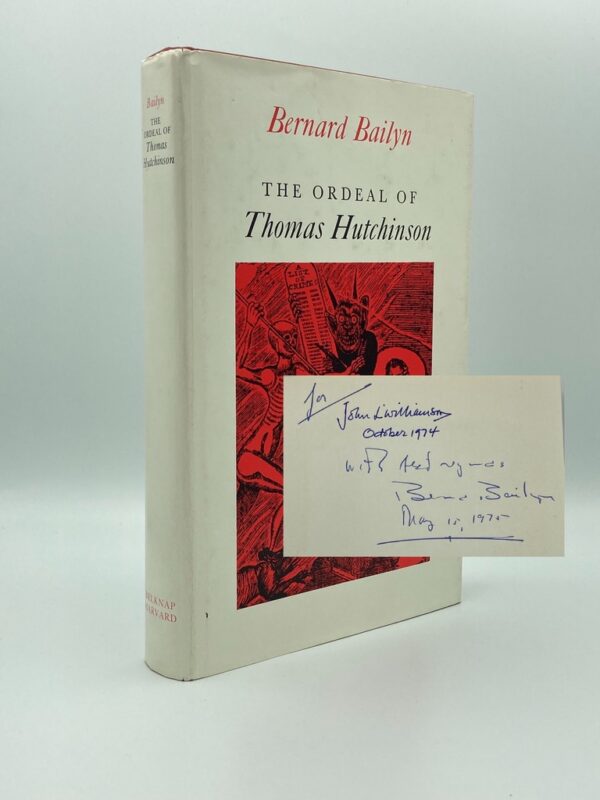 Bailyn
THE
ORDEAL OF
Thomas
Hutchinson
BELKNAP
HARVARD
Bernard Bailyn
THE ORDEAL OF
Thomas Hutchinson
A
LIST
OF
CRIMES
for
John L Williamson
October 1974
with best regards
Bernard Bailyn
May 15, 1975